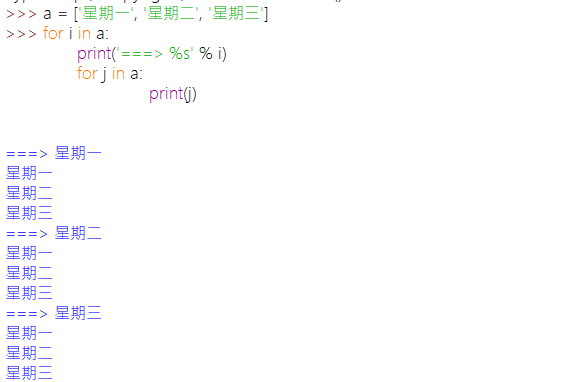 >>> a = ['星期一', '星期二', '星期三']
>>> for i in a:
        print('===> %s' % i)
        for j in a:
                print(j)
===> 星期一
星期一
星期二
星期三
===> 星期二
星期一
星期二
星期三
===> 星期三
星期一
星期二
星期三